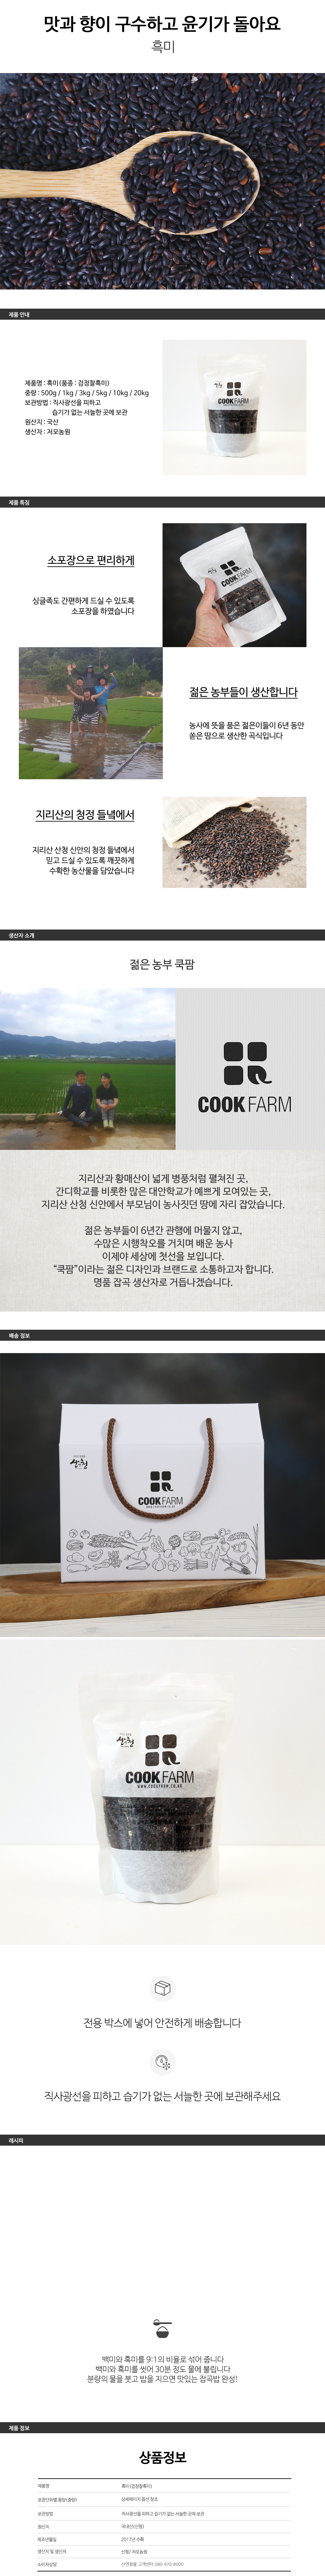 맛과 향이 구수하고 윤기가 돌아요
흑미
제품 안내
제품명 : 흑미(품종 : 검정찰흑미)
중량 : 500g / 1kg / 3kg / 5kg / 10kg / 20kg
보관방법 : 직사광선을 피하고
습기가 없는 서늘한 곳에 보관
원산지 : 국산
생산자 : 저모농원
COOK FARM
제품 특징
소포장으로 편리하게
싱글족도 간편하게 드실 수 있도록
소포장을 하였습니다
COOK FARM
젊은 농부들이 생산합니다
농사에 뜻을 품은 젊은이들이 6년 동안
쏟은 땀으로 생산한 곡식입니다
지리산의 청정 들녘에서
지리산 산청 신안의 청정 들녘에서
믿고 드실 수 있도록 깨끗하게
수확한 농산물을 담았습니다
생산자 소개
젊은 농부 쿡팜
COOK FARM
지리산과 황매산이 넓게 병풍처럼 펼쳐진 곳,
간디학교를 비롯한 많은 대안학교가 예쁘게 모여있는 곳,
지리산 산청 신안에서 부모님이 농사짓던 땅에 자리 잡았습니다.
젊은 농부들이 6년간 관행에 머물지 않고,
수많은 시행착오를 거치며 배운 농사
이제야 세상에 첫선을 보입니다.
“쿡팜”이라는 젊은 디자인과 브랜드로 소통하고자 합니다.
명품 잡곡 생산자로 거듭나겠습니다.
배송 정보
산청
COOK FARM
WWW.COOKFARM.CO.KR
산청
COOK FARM
WWW.COOKFARM.CO.KR
전용 박스에 넣어 안전하게 배송합니다
직사광선을 피하고 습기가 없는 서늘한 곳에 보관해주세요
레시피
백미와 흑미를 9:1의 비율로 섞어 줍니다
백미와 흑미를 씻어 30분 정도 물에 불립니다
분량의 물을 붓고 밥을 지으면 맛있는 잡곡밥 완성!
제품 정보
상품정보
제품명 흑미(검정찰흑미)
포장단위별 용량(중량) 상세페이지 옵션 참조
보관방법 직사광선을 피하고 습기가 없는 서늘한 곳에 보관
원산지 국내산(산청)
제조년월일 2017년 수확
생산지 및 생산자 산청/ 저모농원
소비자상담